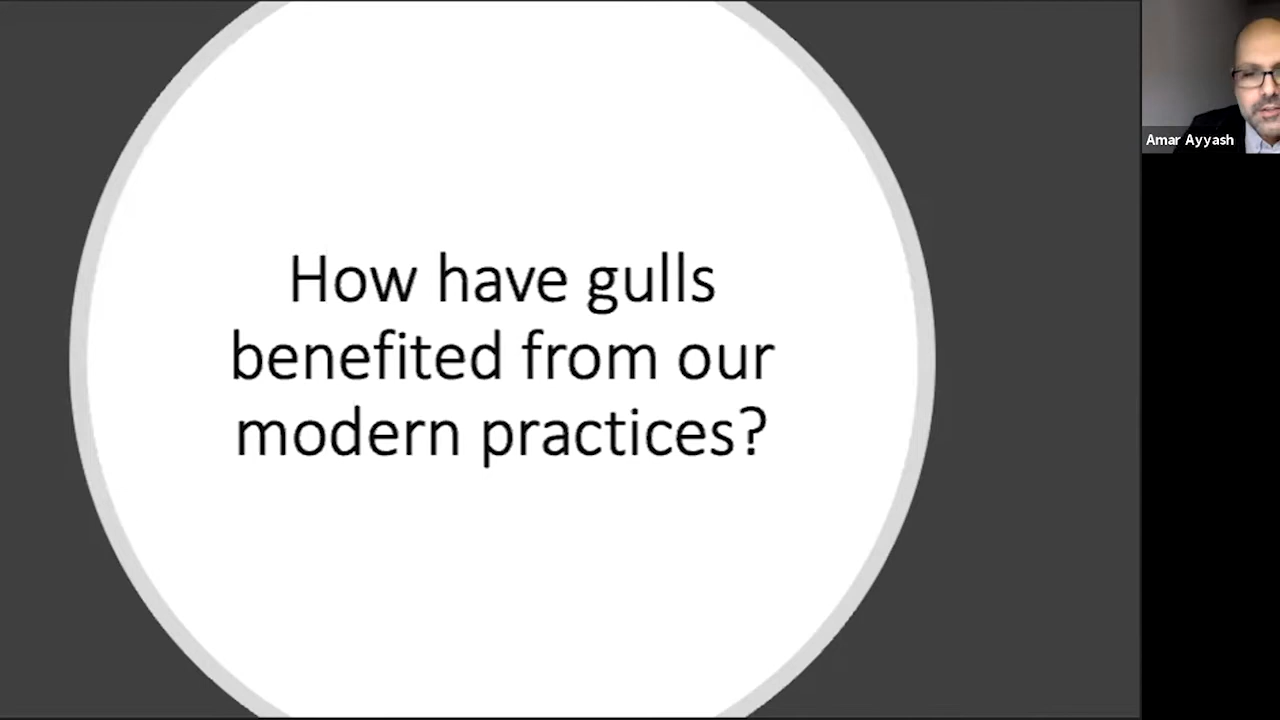 How have gulls
benefited from our
modern practices?
Amar Ayyash